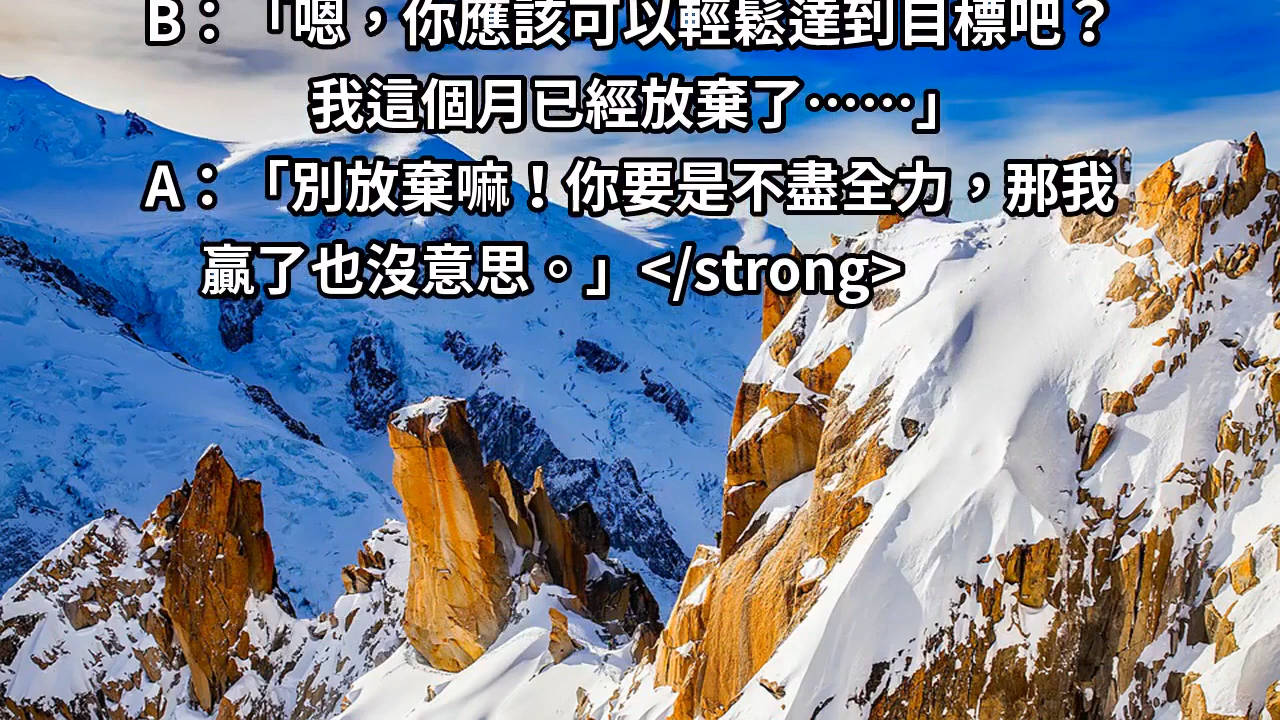 B：「嗯，你應該可以輕鬆達到目標吧？
我這個月已經放棄了……」
A：「別放棄嘛！你要是不盡全力，那我
贏了也沒意思。」</strong>